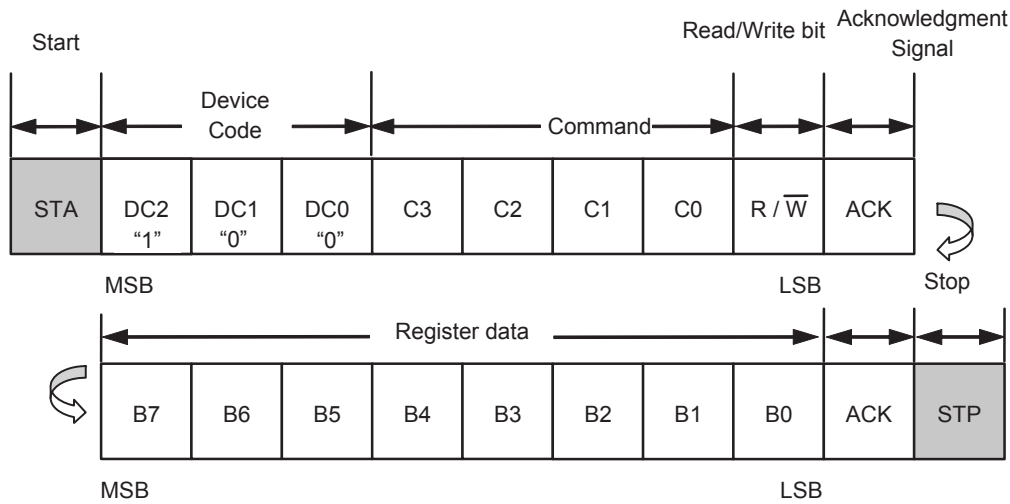 Start
Read/Write bit
Acknowledgment
Signal
Device
Code
Command
STA
DC2
"1"
DC1
"0"
DC0
"0"
C3
C2
C1
C0
R / W̅
ACK
MSB
LSB
Stop
Register data
B7
B6
B5
B4
B3
B2
B1
B0
ACK
STP
MSB
LSB